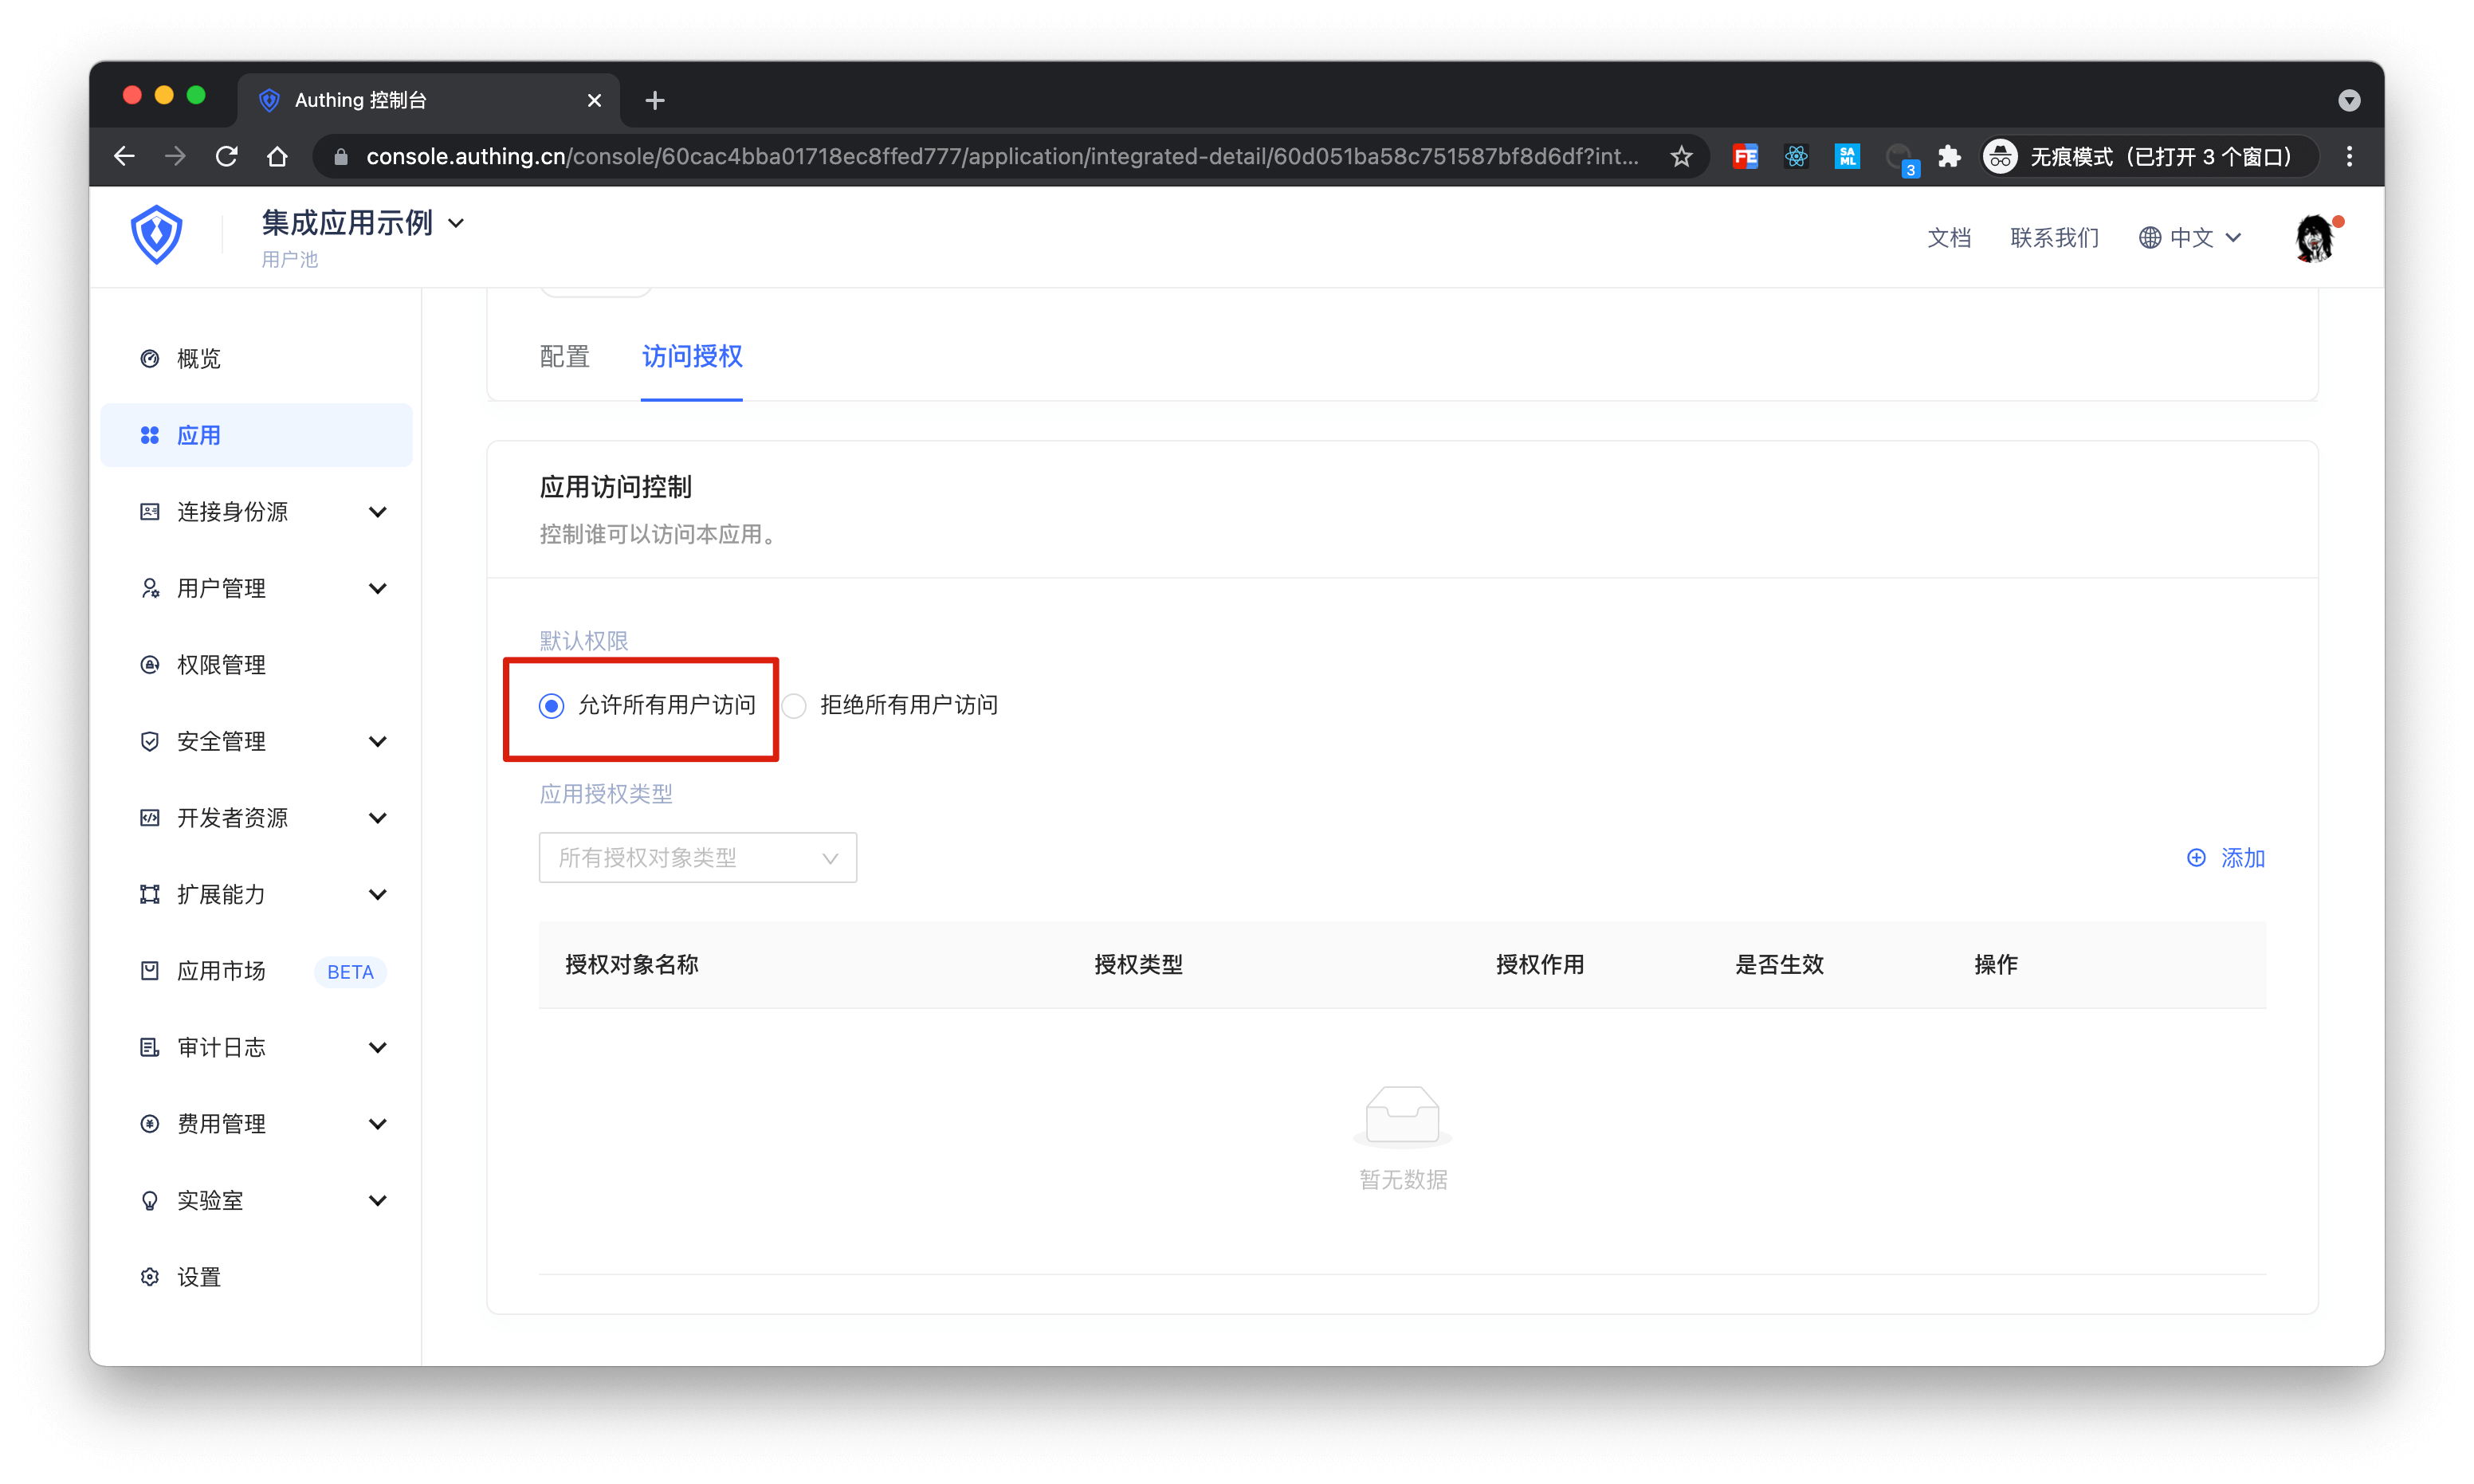 Authing 控制台
console.authing.cn/console/60cac4bba01718ec8ffed777/application/integrated-detail/60d051ba58c751587bf8d6df?int...
FE
SA
ML
3
无痕模式（已打开 3 个窗口）
集成应用示例
用户池
文档
联系我们
中文
概览
应用
连接身份源
用户管理
权限管理
安全管理
开发者资源
扩展能力
应用市场 BETA
审计日志
费用管理
实验室
设置
配置 访问授权
应用访问控制
控制谁可以访问本应用。
默认权限
允许所有用户访问 拒绝所有用户访问
应用授权类型
所有授权对象类型
添加
授权对象名称 授权类型 授权作用 是否生效 操作
暂无数据